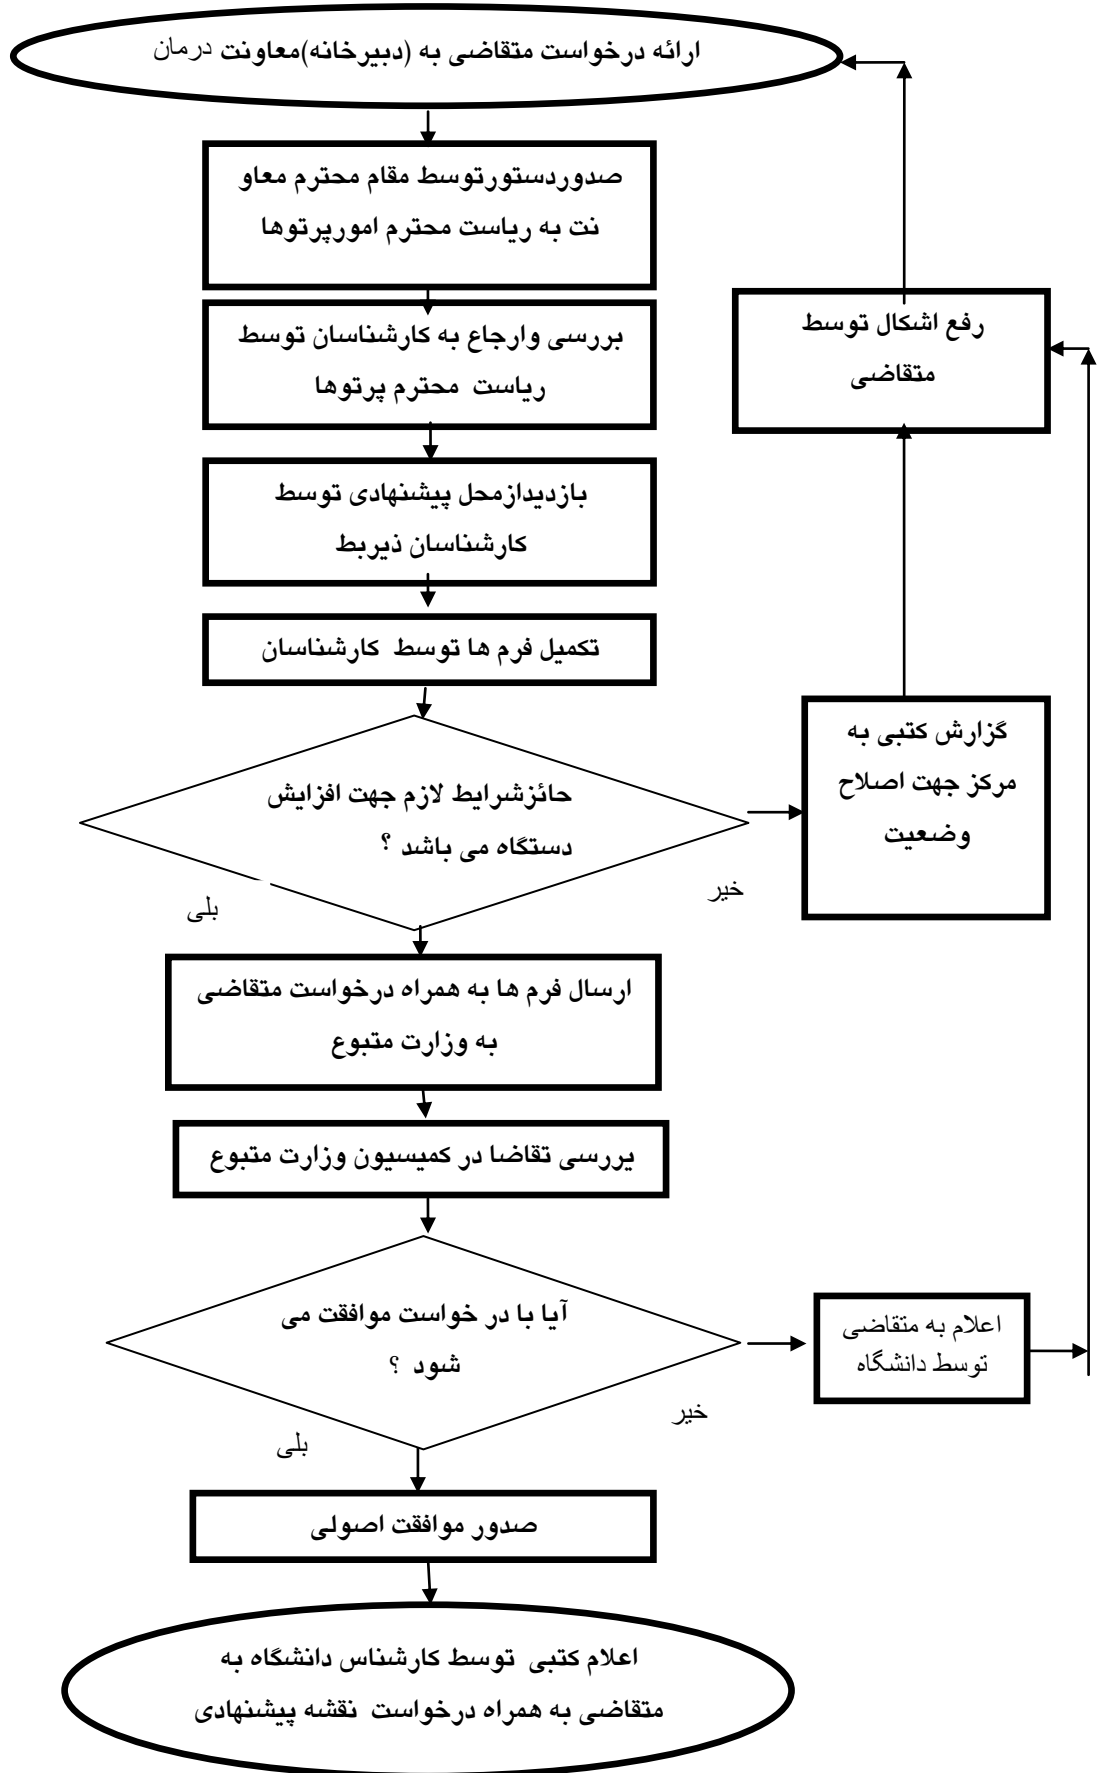 ارائه درخواست متقاضی به (دبیرخانه)معاونت درمان
صدوردستورتوسط مقام محترم معاو
نت به ریاست محترم امورپرتوها
بررسی وارجاع به کارشناسان توسط
ریاست محترم پرتوها
رفع اشکال توسط
متقاضی
بازدیدازمحل پیشنهادی توسط
کارشناسان ذیربط
تکمیل فرم ها توسط کارشناسان
حائزشرایط لازم جهت افزایش
دستگاه می باشد ؟
گزارش کتبی به
مرکز جهت اصلاح
وضعیت
خیر
بلی
ارسال فرم ها به همراه درخواست متقاضی
به وزارت متبوع
یررسی تقاضا در کمیسیون وزارت متبوع
آیا با در خواست موافقت می
شود ؟
اعلام به متقاضی
توسط دانشگاه
خیر
بلی
صدور موافقت اصولی
اعلام کتبی توسط کارشناس دانشگاه به
متقاضی به همراه درخواست نقشه پیشنهادی